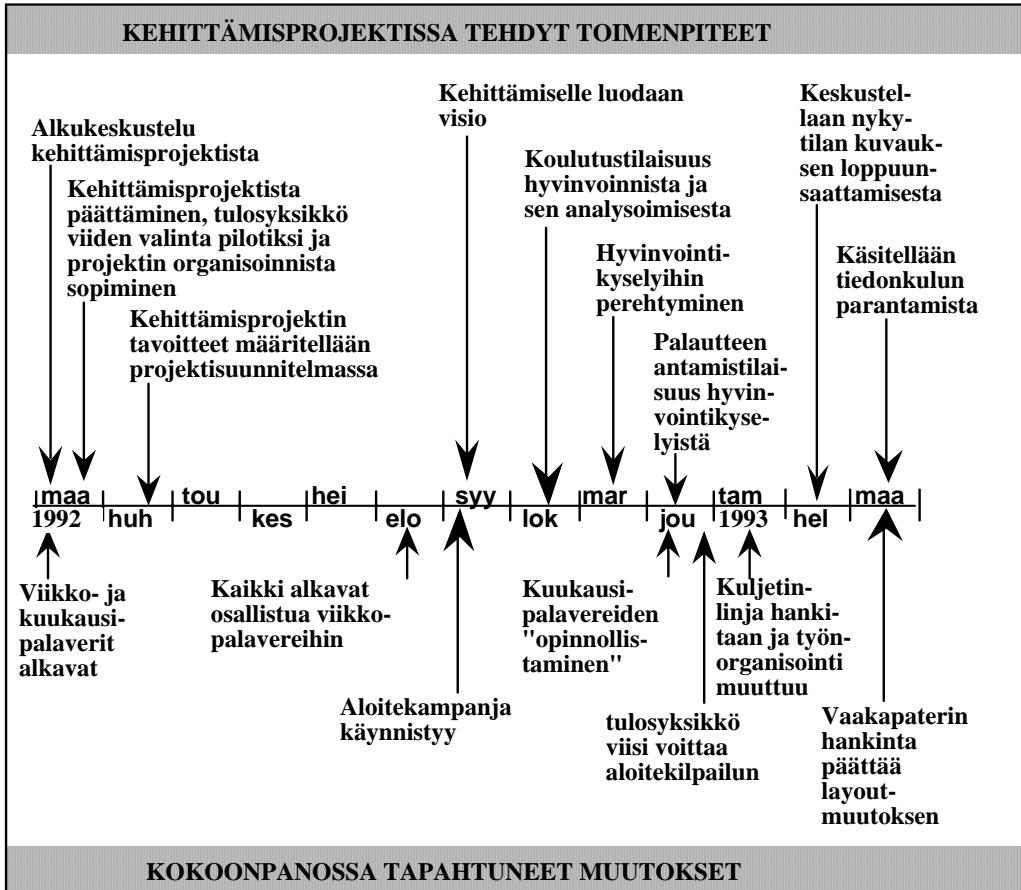 KEHITTÄMISPROJEKTISSA TEHDYT TOIMENPITEET
Alkukeskustelu
kehittämisprojektista
Kehittämisprojektista
päättäminen, tulosyksikkö
viiden valinta pilotiksi ja
projektin organisoinnista
sopiminen
Kehittämisprojektin
tavoitteet määritellään
projektisuunnitelmassa
Kehittämiselle luodaan
visio
Koulutustilaisuus
hyvinvoinnista ja
sen analysoimisesta
Hyvinvointi-
kyselyihin
perehtyminen
Palautteen
antamistilai-
suus hyvin-
vointikyse-
lyistä
Keskustel-
laan nyky-
tilan kuvauk-
sen loppuun-
saattamisesta
Käsitellään
tiedonkulun
parantamista
maa tou hei syy mar tam maa
1992 huh kes elo lok jou 1993 hel
Viikko- ja
kuukausi-
palaverit
alkavat
Kaikki alkavat
osallistua viikko-
palavereihin
Aloitekampanja
käynnistyy
Kuukausi-
palavereiden
"opinnollis-
taminen"
tulosyksikkö
viisi voittaa
aloitekilpailun
Kuljetin-
linja hanki-
taan ja työn-
organisointi
muuttuu
Vaakapaterin
hankinta
päättää
layout-
muutoksen
KOKOONPANOSSA TAPAHTUNEET MUUTOKSET